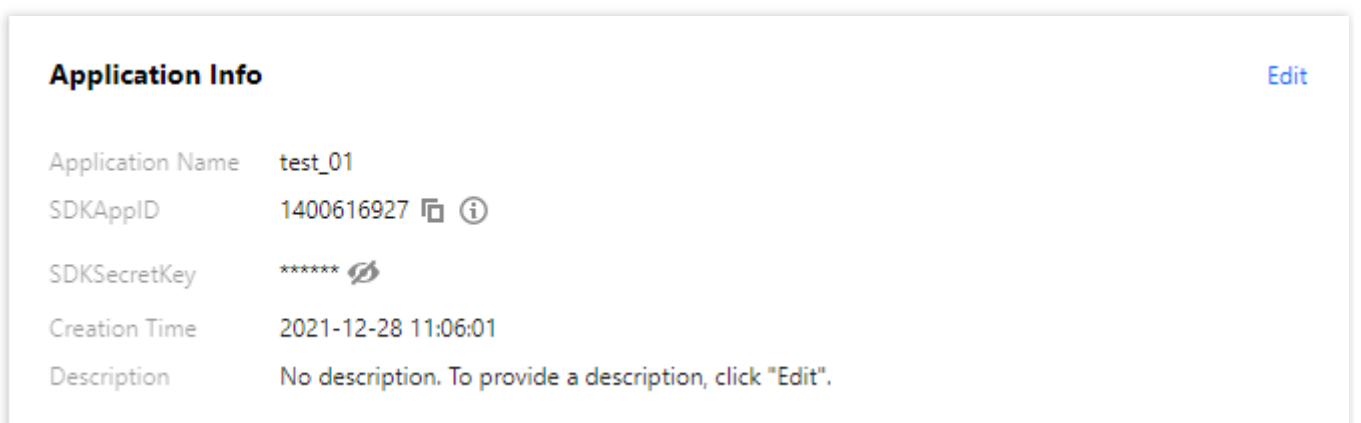 Application Info Edit
Application Name test_01
SDKAppID 1400616927
SDKSecretKey ******
Creation Time 2021-12-28 11:06:01
Description No description. To provide a description, click "Edit".